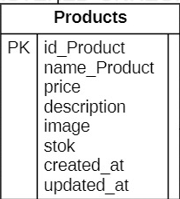 Products
PK id_Product
name_Product
price
description
image
stok
created_at
updated_at